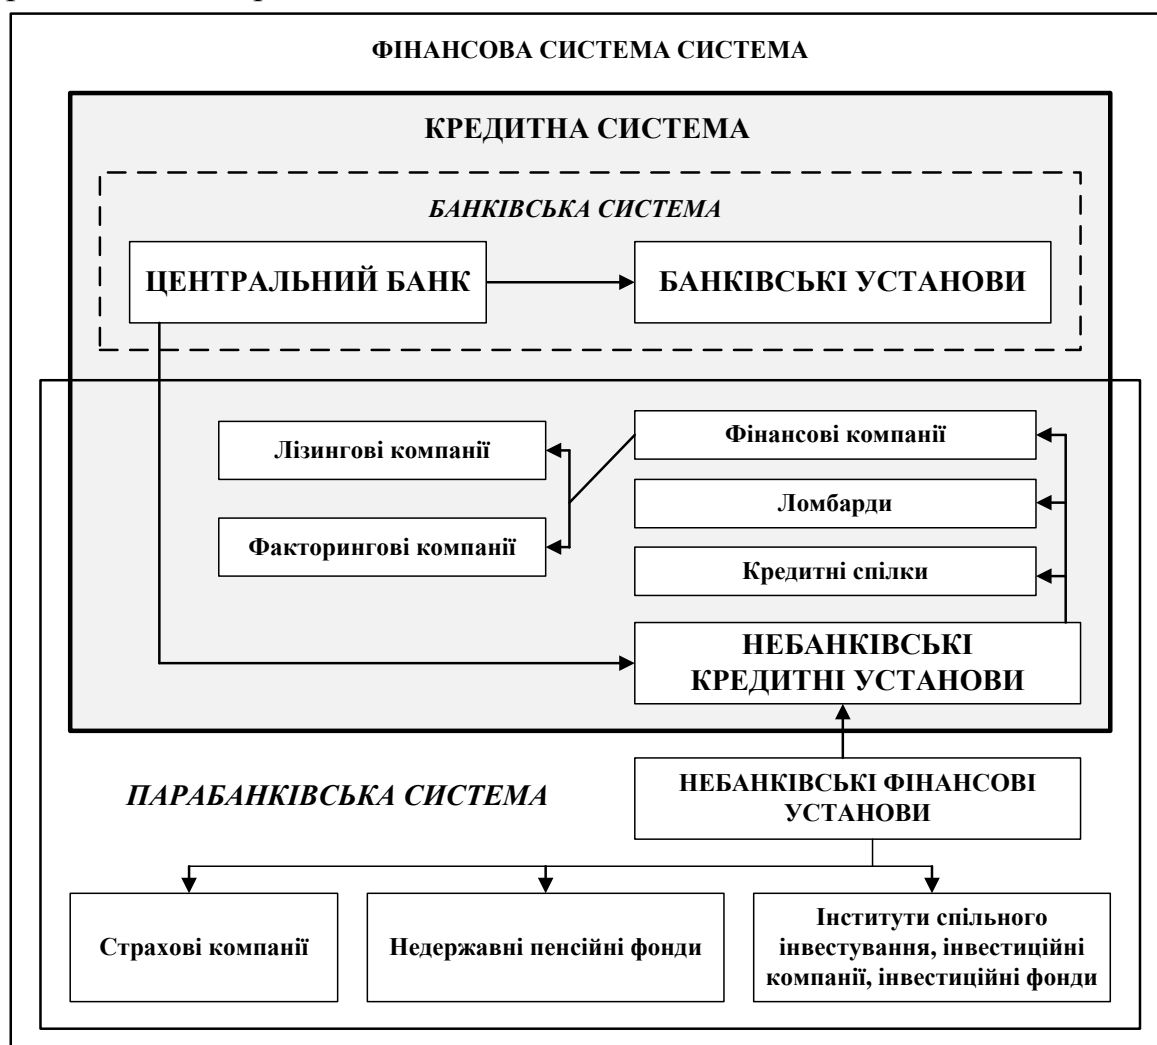 ФІНАНСОВА СИСТЕМА СИСТЕМА
КРЕДИТНА СИСТЕМА
БАНКІВСЬКА СИСТЕМА
ЦЕНТРАЛЬНИЙ БАНК
БАНКІВСЬКІ УСТАНОВИ
Лізингові компанії
Фінансові компанії
Ломбарди
Факторингові компанії
Кредитні спілки
НЕБАНКІВСЬКІ
КРЕДИТНІ УСТАНОВИ
ПАРАБАНКІВСЬКА СИСТЕМА
НЕБАНКІВСЬКІ ФІНАНСОВІ
УСТАНОВИ
Страхові компанії
Недержавні пенсійні фонди
Інститути спільного
інвестування, інвестиційні
компанії, інвестиційні фонди